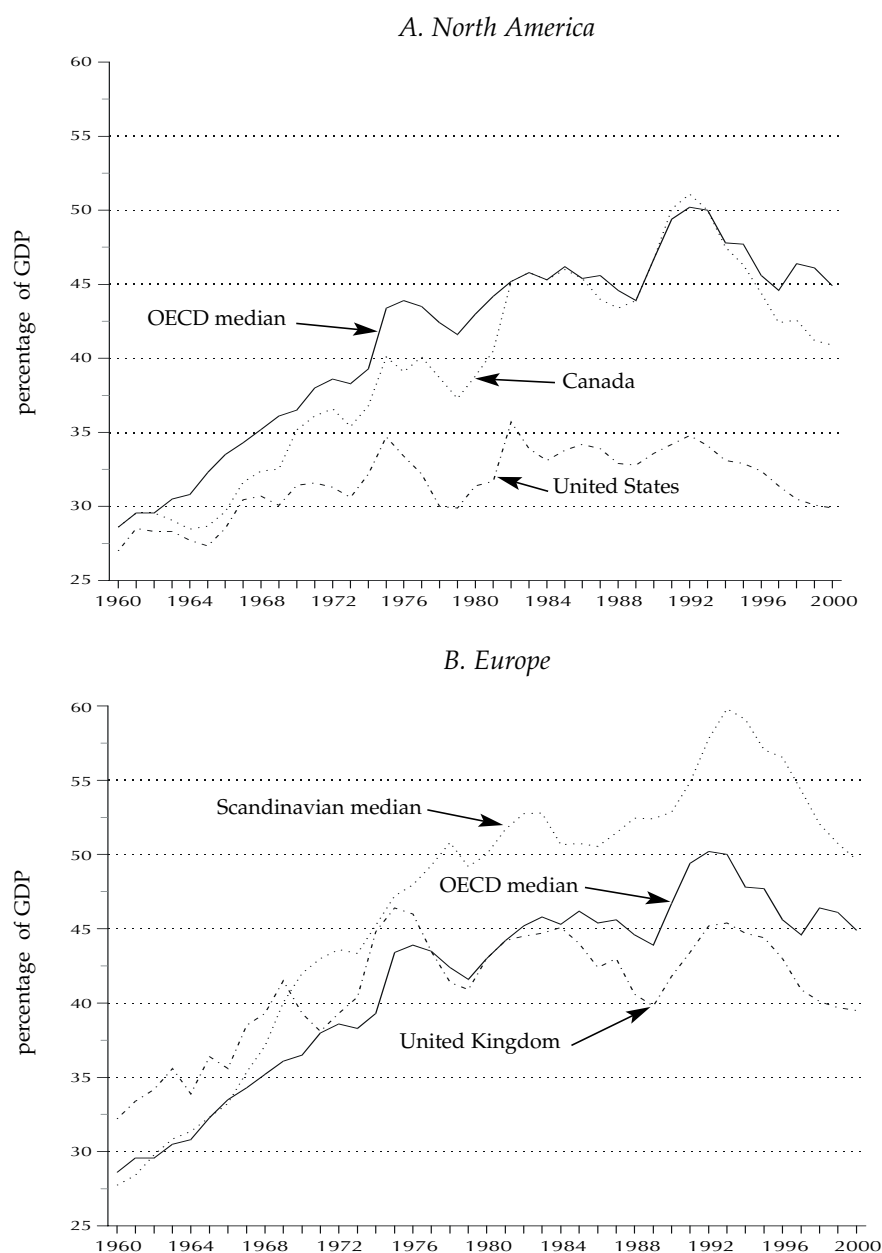 A. North America
percentage of GDP
60
55
50
45
40
35
30
25
OECD median
Canada
United States
1960 1964 1968 1972 1976 1980 1984 1988 1992 1996 2000
B. Europe
percentage of GDP
60
55
50
45
40
35
30
25
Scandinavian median
OECD median
United Kingdom
1960 1964 1968 1972 1976 1980 1984 1988 1992 1996 2000